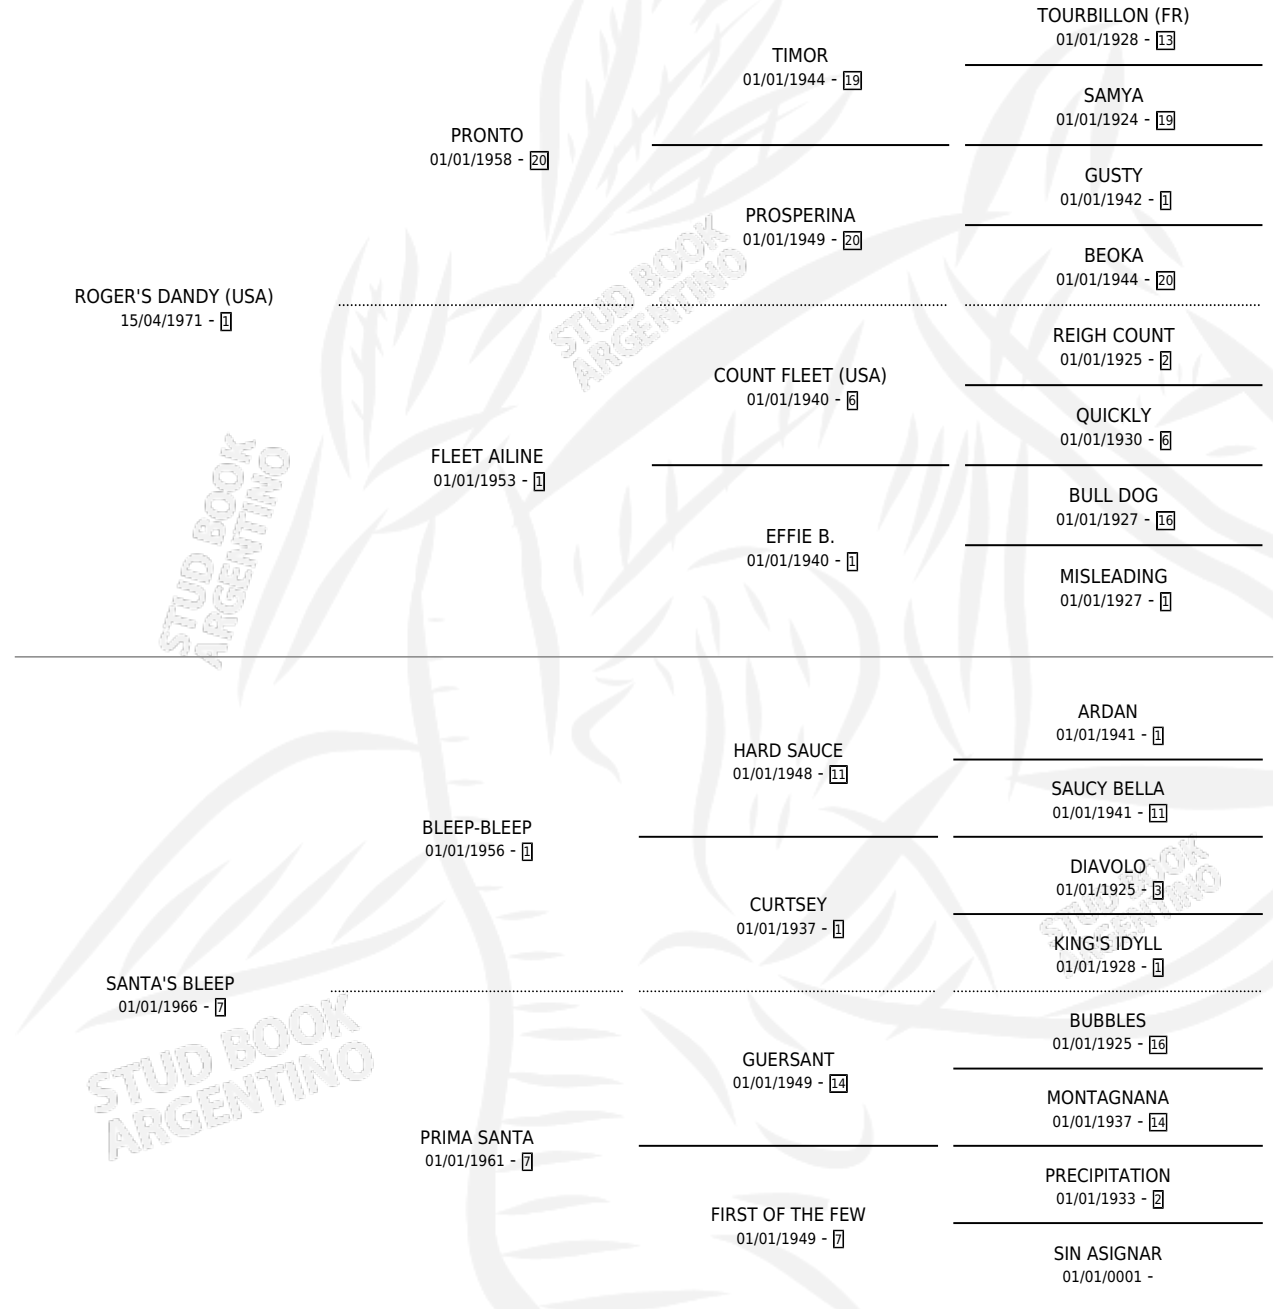 TOURBILLON (FR)
01/01/1928 - 13
TIMOR
01/01/1944 - 19
SAMYA
01/01/1924 - 19
PRONTO
01/01/1958 - 20
GUSTY
01/01/1942 - 1
PROSPERINA
01/01/1949 - 20
BEOKA
01/01/1944 - 20
ROGER'S DANDY (USA)
15/04/1971 - 1
STUD BOOK
ARGENTINO
REIGH COUNT
01/01/1925 - 2
COUNT FLEET (USA)
01/01/1940 - 6
QUICKLY
01/01/1930 - 6
FLEET AILINE
01/01/1953 - 1
BULL DOG
01/01/1927 - 16
EFFIE B.
01/01/1940 - 1
MISLEADING
01/01/1927 - 1
STUD BOOK
ARGENTINO
ARDAN
01/01/1941 - 1
HARD SAUCE
01/01/1948 - 11
SAUCY BELLA
01/01/1941 - 11
BLEEP-BLEEP
01/01/1956 - 1
DIAVOLO
01/01/1925 - 3
CURTSEY
01/01/1937 - 1
KING'S IDYLL
01/01/1928 - 1
STUD BOOK
ARGENTINO
SANTA'S BLEEP
01/01/1966 - 7
BUBBLES
01/01/1925 - 16
GUERSANT
01/01/1949 - 14
MONTAGNANA
01/01/1937 - 14
STUD BOOK
ARGENTINO
PRIMA SANTA
01/01/1961 - 7
PRECIPITATION
01/01/1933 - 2
FIRST OF THE FEW
01/01/1949 - 7
SIN ASIGNAR
01/01/0001 -